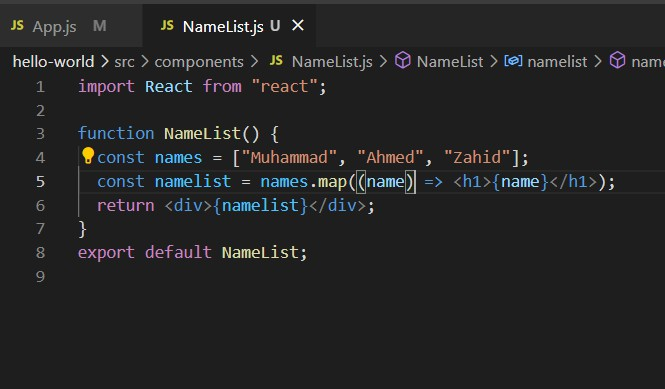 JS App.js M JS NameList.js U ×
hello-world > src > components > JS NameList.js > NameList > namelist > name
1 import React from "react";
2
3 function NameList() {
4   const names = ["Muhammad", "Ahmed", "Zahid"];
5   const namelist = names.map((name) => <h1>{name}</h1>);
6   return <div>{namelist}</div>;
7 }
8 export default NameList;
9